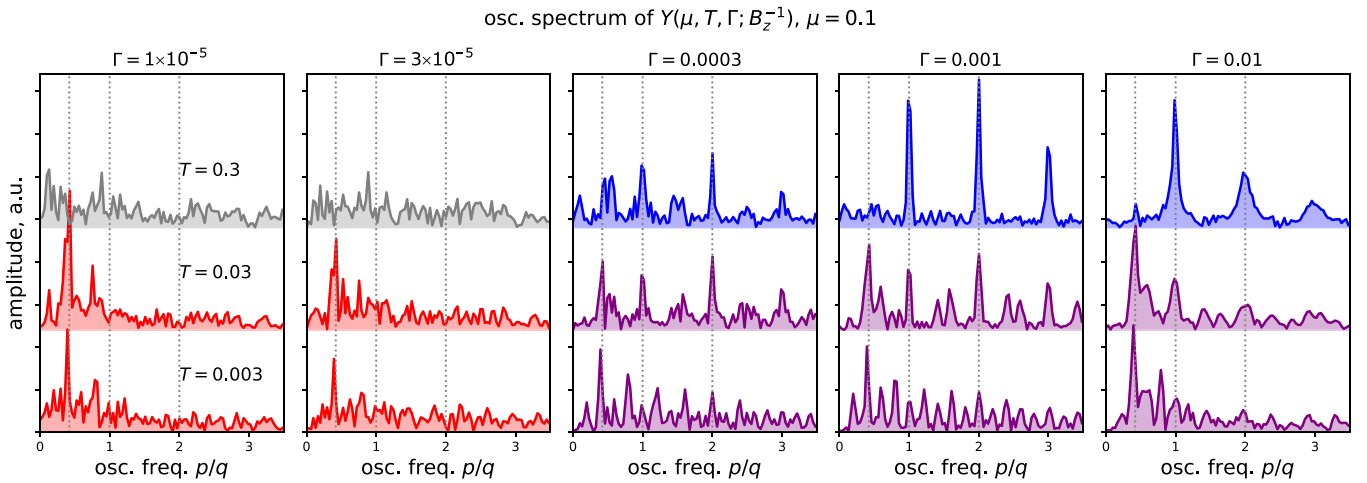 osc. spectrum of Y(μ, T, Γ; B_z^{-1}), μ = 0.1
Γ = 1×10⁻⁵
Γ = 3×10⁻⁵
Γ = 0.0003
Γ = 0.001
Γ = 0.01
amplitude, a.u.
T = 0.3
T = 0.03
T = 0.003
0 1 2 3
0 1 2 3
0 1 2 3
0 1 2 3
0 1 2 3
osc. freq. p/q
osc. freq. p/q
osc. freq. p/q
osc. freq. p/q
osc. freq. p/q